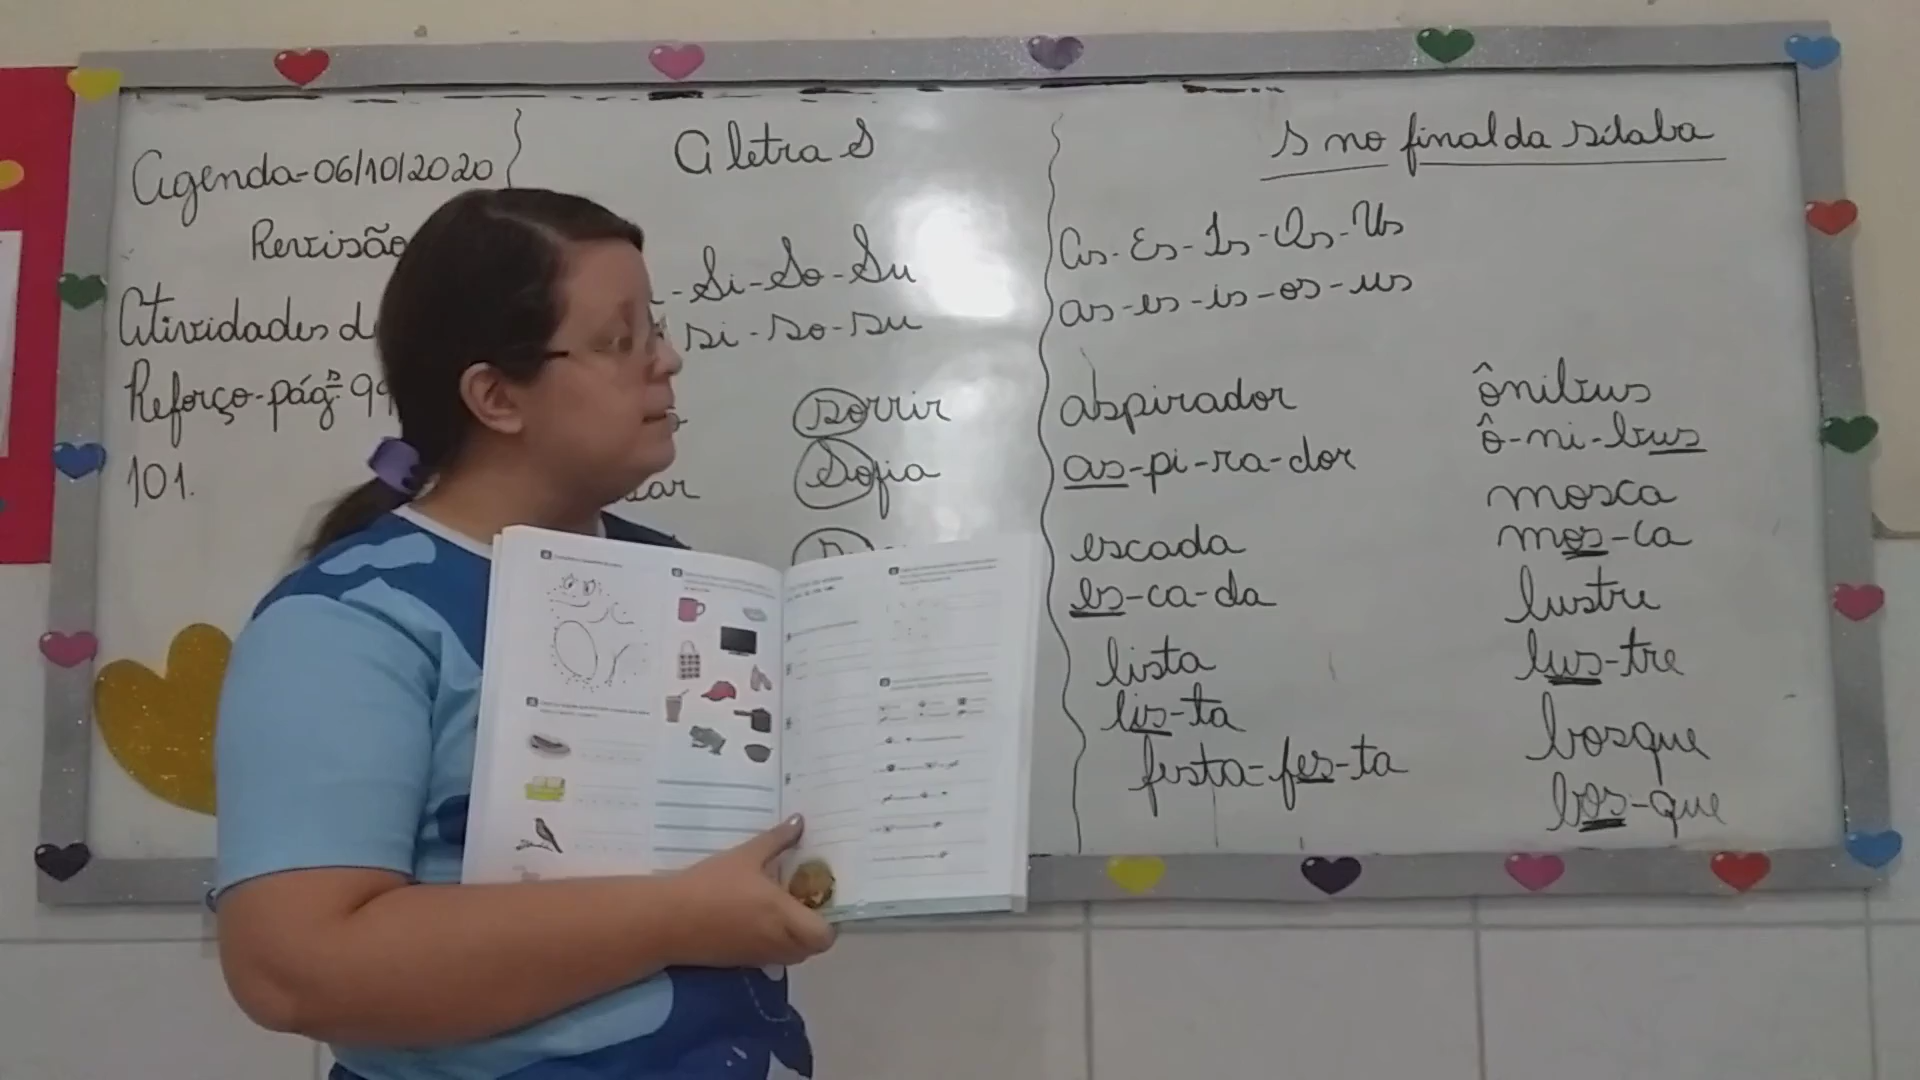 Agenda-06/10/2020
Revisão
Atividades d
Reforço-págs 99
101.
A letra S
-Si-So-Su
si-so-su
sorrir
Sofia
sar
S no final da sílaba
As-Es-Is-Os-Us
as-es-is-os-us
aspirador
as-pi-ra-dor
escada
es-ca-da
lista
lis-ta
festa-fes-ta
ônibus
ô-ni-bus
mosca
mos-ca
lustre
lus-tre
bosque
bos-que